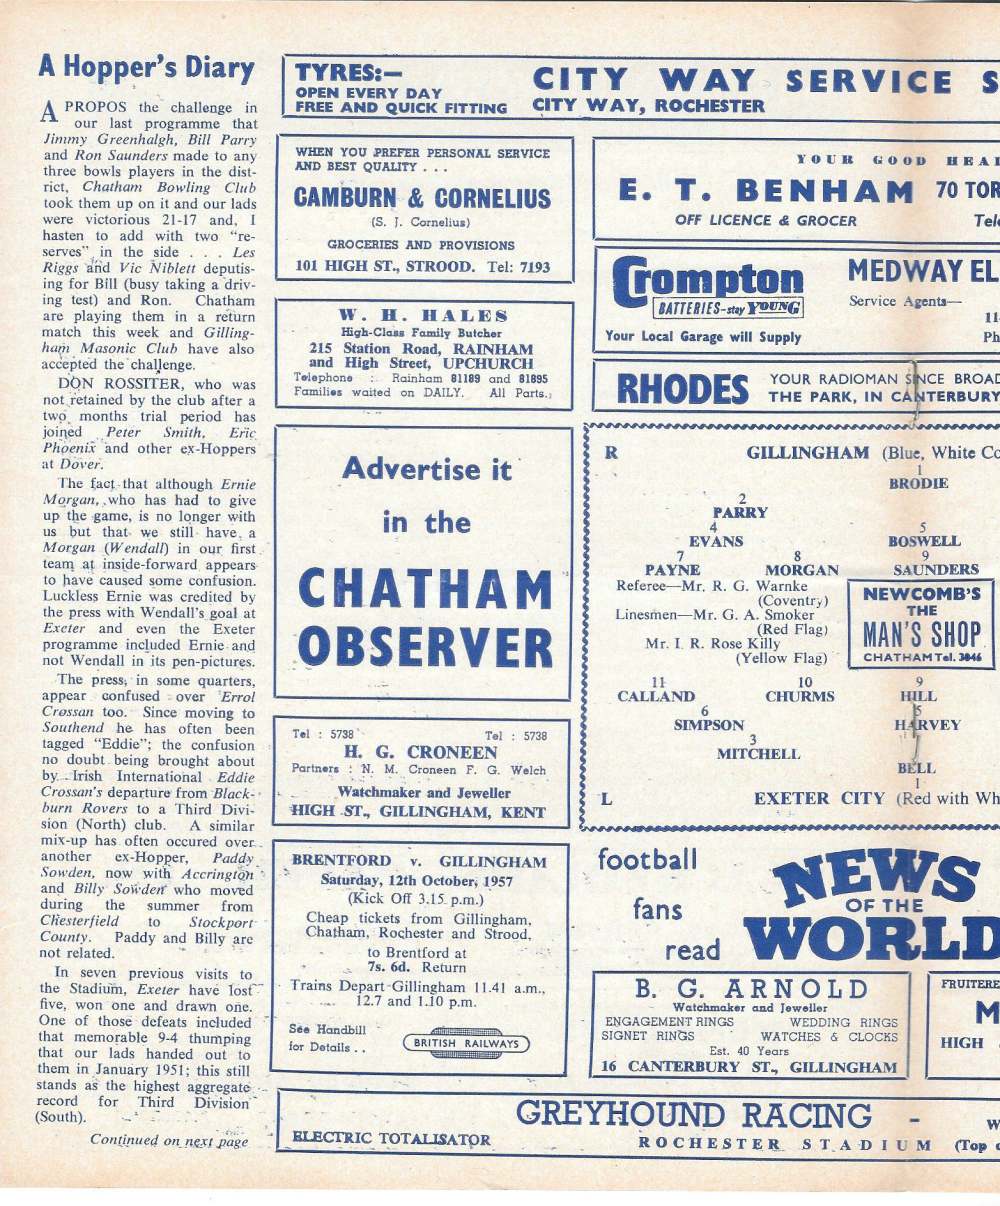 A Hopper's Diary
A PROPOS the challenge in
our last programme that
Jimmy Greenhalgh, Bill Parry
and Ron Saunders made to any
three bowls players in the dist-
rict, Chatham Bowling Club
took them up on it and our lads
were victorious 21-17 and, I
hasten to add with two "re-
serves" in the side . . . Les
Riggs and Vic Niblett deputis-
ing for Bill (busy taking a driv-
ing test) and Ron. Chatham
are playing them in a return
match this week and Gilling-
ham Masonic Club have also
accepted the challenge.
DON ROSSITER, who was
not retained by the club after a
two months trial period has
joined Peter Smith, Eric
Phoenix and other ex-Hoppers
at Dover.
The fact that although Ernie
Morgan, who has had to give
up the game, is no longer with
us but that we still have a
Morgan (Wendall) in our first
team at inside-forward appears
to have caused some confusion.
Luckless Ernie was credited by
the press with Wendall's goal at
Exeter and even the Exeter
programme included Ernie and
not Wendall in its pen-pictures.
The press, in some quarters,
appear confused over Errol
Crossan too. Since moving to
Southend he has often been
tagged "Eddie"; the confusion
no doubt being brought about
by Irish International Eddie
Crossan's departure from Black-
burn Rovers to a Third Divi-
sion (North) club. A similar
mix-up has often occured over
another ex-Hopper, Paddy
Sowden, now with Accrington
and Billy Sowden who moved
during the summer from
Chesterfield to Stockport
County. Paddy and Billy are
not related.
In seven previous visits to
the Stadium, Exeter have lost
five, won one and drawn one.
One of those defeats included
that memorable 9-4 thumping
that our lads handed out to
them in January 1951; this still
stands as the highest aggregate
record for Third Division
(South).
Continued on next page
TYRES:—
OPEN EVERY DAY
FREE AND QUICK FITTING
CITY WAY SERVICE S
CITY WAY, ROCHESTER
WHEN YOU PREFER PERSONAL SERVICE
AND BEST QUALITY . . .
CAMBURN & CORNELIUS
(S. J. Cornelius)
GROCERIES AND PROVISIONS
101 HIGH ST., STROOD. Tel: 7193
YOUR GOOD HEAL
E. T. BENHAM 70 TOR
OFF LICENCE & GROCER Tele
W. H. HALES
High-Class Family Butcher
215 Station Road, RAINHAM
and High Street, UPCHURCH
Telephone : Rainham 81189 and 81895
Families waited on DAILY. All Parts.
Crompton
BATTERIES-stay YOUNG
Your Local Garage will Supply
MEDWAY EL
Service Agents—
11-
Ph
RHODES
YOUR RADIOMAN SINCE BROAD
THE PARK, IN CANTERBURY
Advertise it
in the
CHATHAM
OBSERVER
R GILLINGHAM (Blue, White Co
1
BRODIE
2
PARRY
4 5
EVANS BOSWELL
7 8 9
PAYNE MORGAN SAUNDERS
Referee—Mr. R. G. Warnke
(Coventry)
Linesmen—Mr. G. A. Smoker
(Red Flag)
Mr. I. R. Rose Killy
(Yellow Flag)
NEWCOMB'S
THE
MAN'S SHOP
CHATHAM Tel. 3846
11 10 9
CALLAND CHURMS HILL
6 5
SIMPSON HARVEY
3
MITCHELL
BELL
1
L EXETER CITY (Red with Wh
Tel : 5738 Tel : 5738
H. G. CRONEEN
Partners : N. M. Croneen F. G. Welch
Watchmaker and Jeweller
HIGH ST., GILLINGHAM, KENT
BRENTFORD v. GILLINGHAM
Saturday, 12th October, 1957
(Kick Off 3.15 p.m.)
Cheap tickets from Gillingham,
Chatham, Rochester and Strood,
to Brentford at
7s. 6d. Return
Trains Depart Gillingham 11.41 a.m.,
12.7 and 1.10 p.m.
See Handbill
for Details . .
BRITISH RAILWAYS
football
fans
read
NEWS
OF THE
WORLD
B. G. ARNOLD
Watchmaker and Jeweller
ENGAGEMENT RINGS WEDDING RINGS
SIGNET RINGS WATCHES & CLOCKS
Est. 40 Years
16 CANTERBURY ST., GILLINGHAM
FRUITERE
M
HIGH
GREYHOUND RACING - W
ELECTRIC TOTALISATOR ROCHESTER STADIUM (Top o